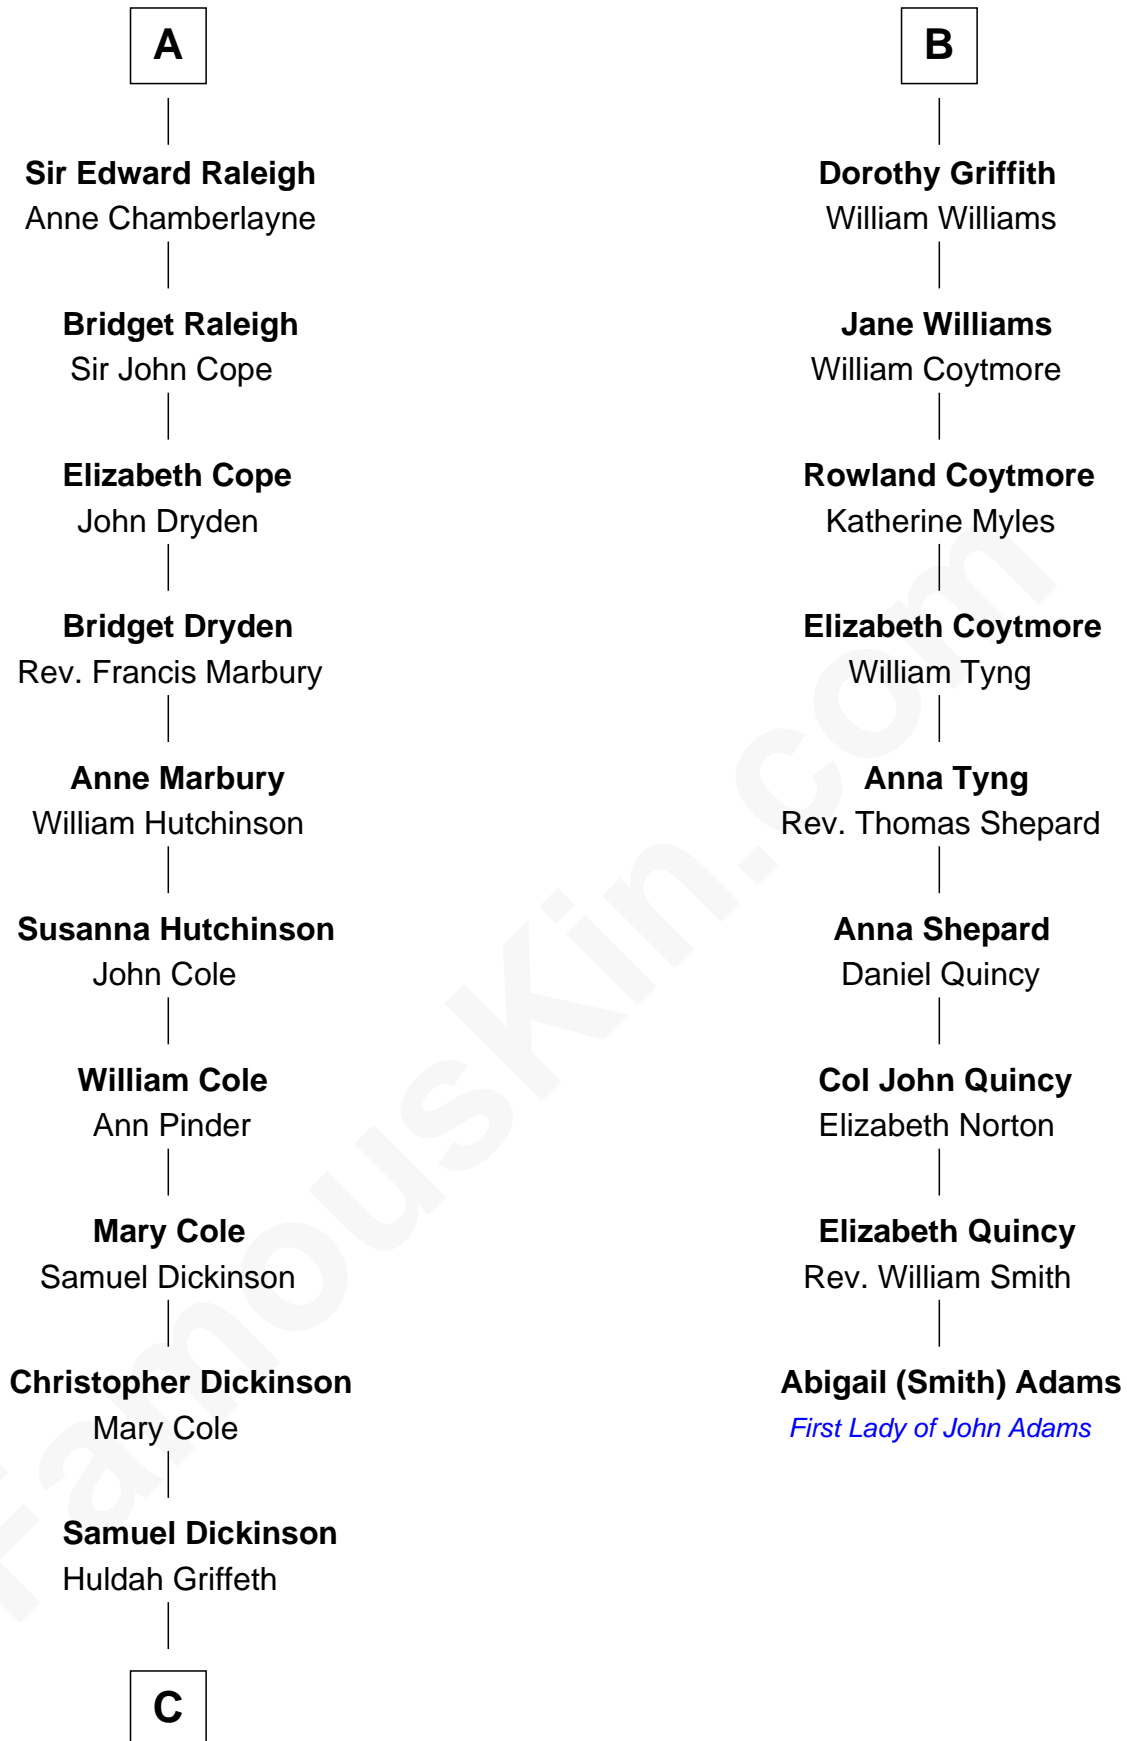 A
Sir Edward Raleigh
Anne Chamberlayne
Bridget Raleigh
Sir John Cope
Elizabeth Cope
John Dryden
Bridget Dryden
Rev. Francis Marbury
Anne Marbury
William Hutchinson
Susanna Hutchinson
John Cole
William Cole
Ann Pinder
Mary Cole
Samuel Dickinson
Christopher Dickinson
Mary Cole
Samuel Dickinson
Huldah Griffeth
C
B
Dorothy Griffith
William Williams
Jane Williams
William Coytmore
Rowland Coytmore
Katherine Myles
Elizabeth Coytmore
William Tyng
Anna Tyng
Rev. Thomas Shepard
Anna Shepard
Daniel Quincy
Col John Quincy
Elizabeth Norton
Elizabeth Quincy
Rev. William Smith
Abigail (Smith) Adams
First Lady of John Adams
FamousKin.com